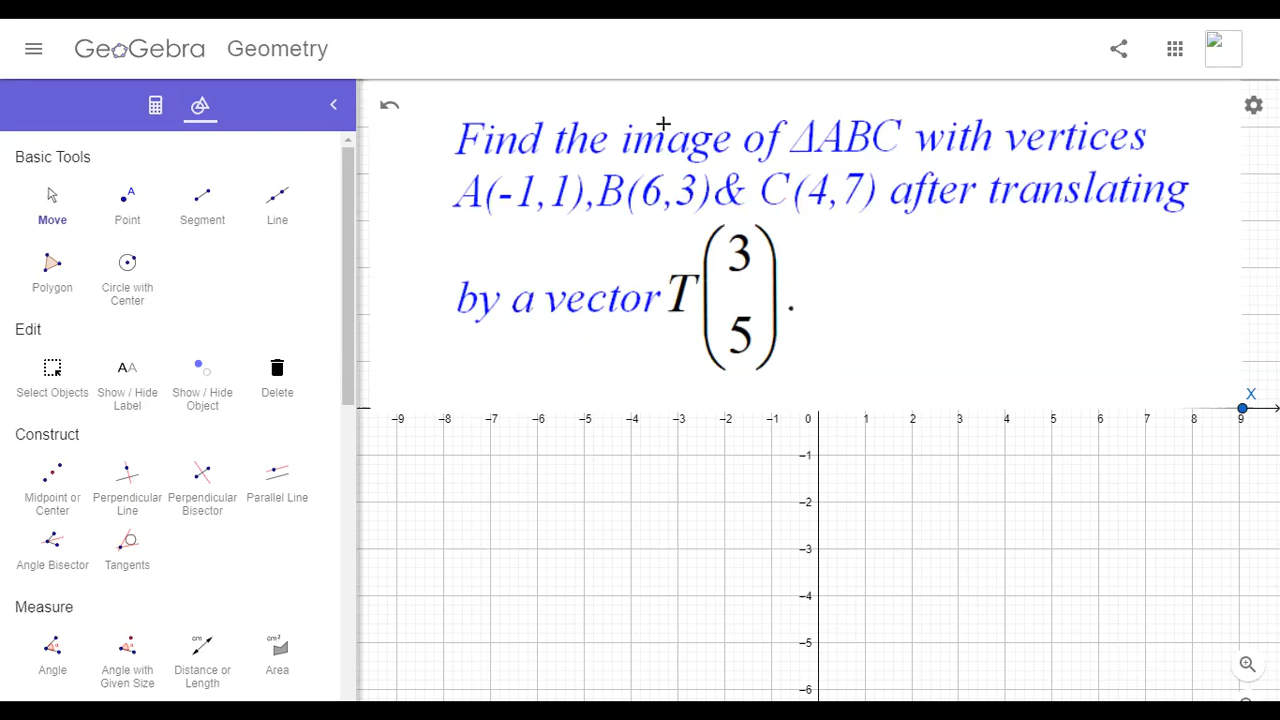 GeoGebra Geometry
Basic Tools
Move Point Segment Line
Polygon Circle with Center
Edit
Select Objects Show / Hide Label Show / Hide Object Delete
Construct
Midpoint or Center Perpendicular Line Perpendicular Bisector Parallel Line
Angle Bisector Tangents
Measure
Angle Angle with Given Size Distance or Length Area
Find the image of ΔABC with vertices
A(-1,1),B(6,3)& C(4,7) after translating
by a vector T(3
5).
X
−9 −8 −7 −6 −5 −4 −3 −2 −1 0 1 2 3 4 5 6 7 8 9
−1
−2
−3
−4
−5
−6